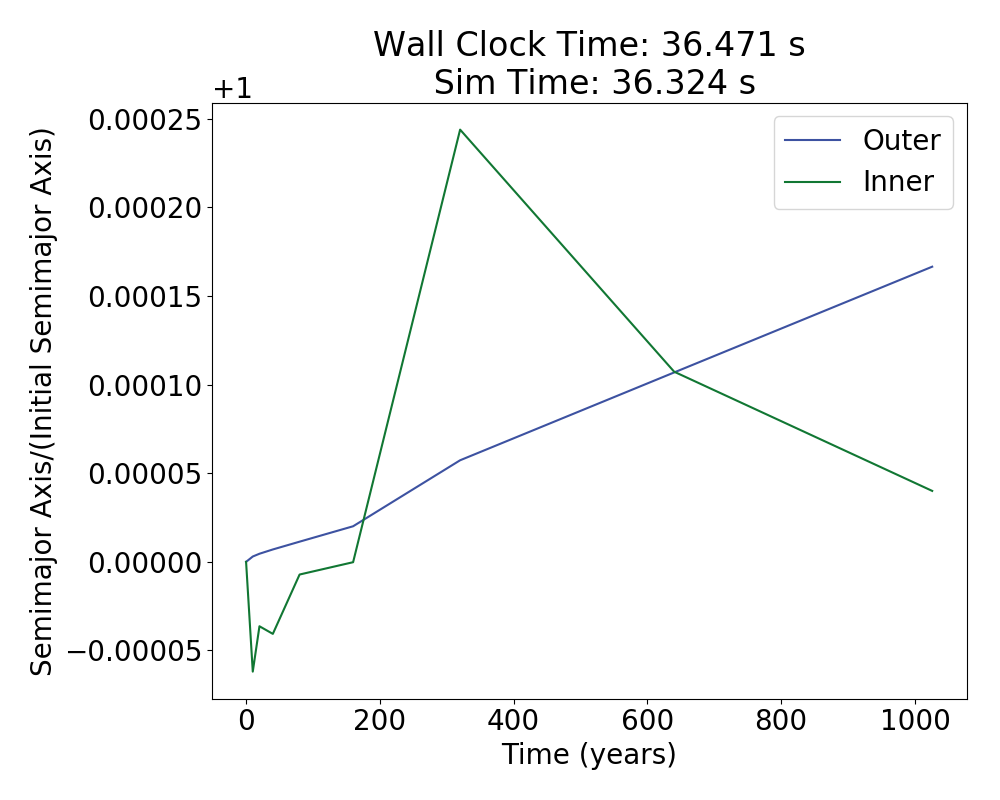 Wall Clock Time: 36.471 s
Sim Time: 36.324 s
+1
0.00025
0.00020
0.00015
0.00010
0.00005
0.00000
−0.00005
Semimajor Axis/(Initial Semimajor Axis)
Outer
Inner
0 200 400 600 800 1000
Time (years)